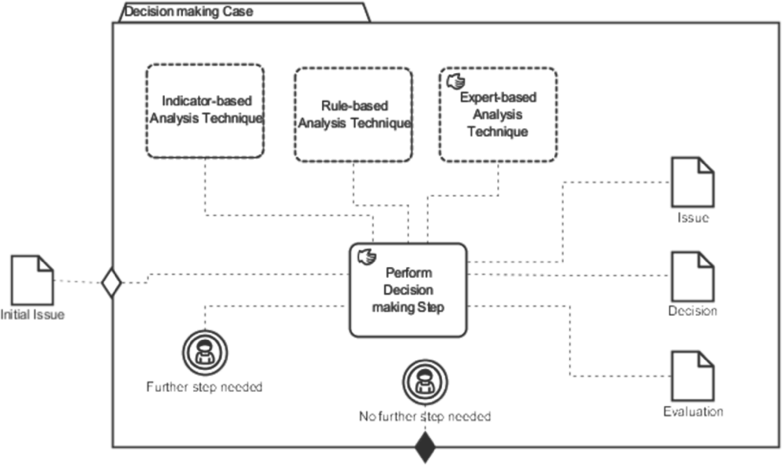 Decision making Case
Indicator-based
Analysis Technique
Rule-based
Analysis Technique
Expert-based
Analysis
Technique
Issue
Perform
Decision
making Step
Initial Issue
Decision
Further step needed
No further step needed
Evaluation